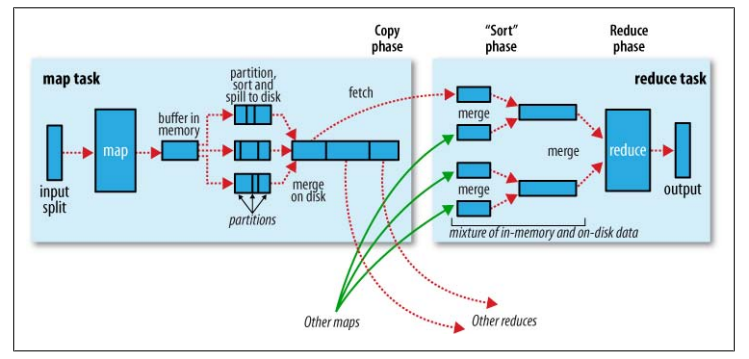 Copy
phase
“Sort”
phase
Reduce
phase
map task
partition,
sort and
spill to disk
fetch
reduce task
buffer in
memory
map
merge
merge
merge
reduce
input
split
merge
on disk
partitions
output
mixture of in-memory and on-disk data
Other maps
Other reduces